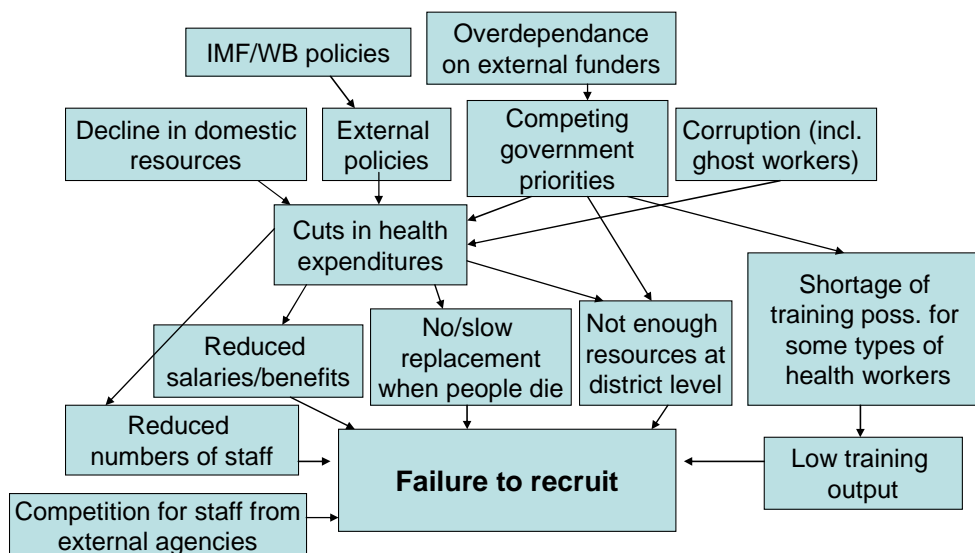 Overdependance
on external funders
IMF/WB policies
Decline in domestic
resources
External
policies
Competing
government
priorities
Corruption (incl.
ghost workers)
Cuts in health
expenditures
Shortage of
training poss. for
some types of
health workers
Reduced
salaries/benefits
No/slow
replacement
when people die
Not enough
resources at
district level
Reduced
numbers of staff
Failure to recruit
Low training
output
Competition for staff from
external agencies